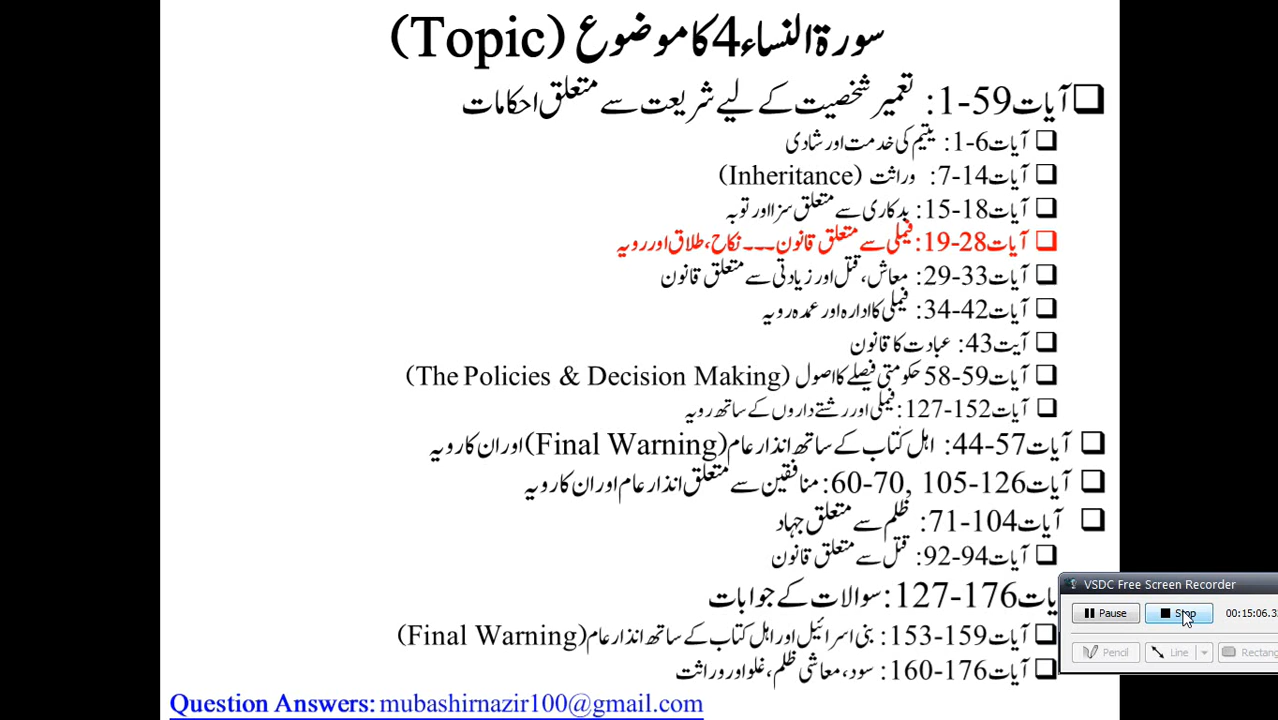 سورۃ النساء 4 کا موضوع (Topic)
آیات 1-59: تعمیر شخصیت کے لیے شریعت سے متعلق احکامات
آیات 1-6: یتیم کی خدمت اور شادی
آیات 7-14: وراثت (Inheritance)
آیات 15-18: بدکاری سے متعلق سزا اور توبہ
آیات 19-28: فیملی سے متعلق قانون۔۔۔ نکاح، طلاق اور رویہ
آیات 29-33: معاش، قتل اور زیادتی سے متعلق قانون
آیات 34-42: فیملی کا ادارہ اور عمدہ رویہ
آیت 43: عبادت کا قانون
آیات 58-59 حکومتی فیصلے کا اصول (The Policies & Decision Making)
آیات 127-152: فیملی اور رشتے داروں کے ساتھ رویہ
آیات 44-57: اہل کتاب کے ساتھ انذار عام (Final Warning) اور ان کا رویہ
آیات 60-70, 105-126: منافقین سے متعلق انذار عام اور ان کا رویہ
آیات 71-104: ظلم سے متعلق جہاد
آیات 92-94: قتل سے متعلق قانون
یات 127-176: سوالات کے جوابات
آیات 153-159: بنی اسرائیل اور اہل کتاب کے ساتھ انذار عام (Final Warning)
آیات 160-176: سود، معاشی ظلم، غلو اور وراثت
Question Answers: mubashirnazir100@gmail.com
VSDC Free Screen Recorder
Pause Stop 00:15:06.3
Pencil Line Rectang